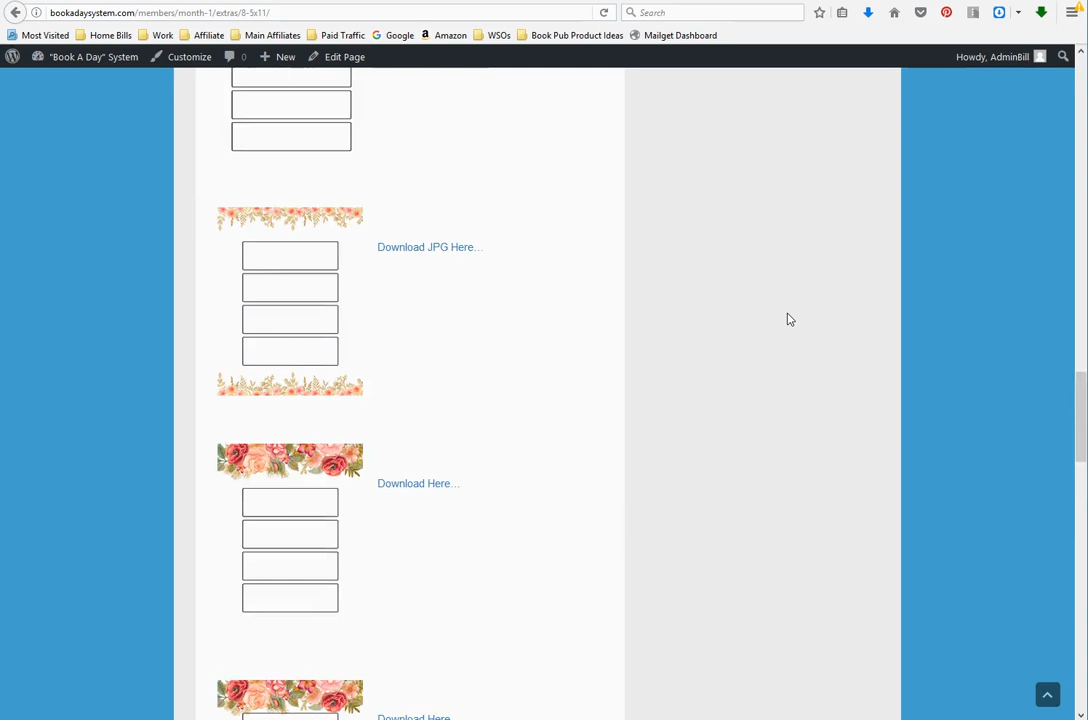 bookadaysystem.com/members/month-1/extras/8-5x11/
Search
Most Visited Home Bills Work Affiliate Main Affiliates Paid Traffic Google Amazon WSOs Book Pub Product Ideas Mailget Dashboard
"Book A Day" System Customize 0 New Edit Page Howdy, AdminBill
Download JPG Here...
Download Here...
Download Here